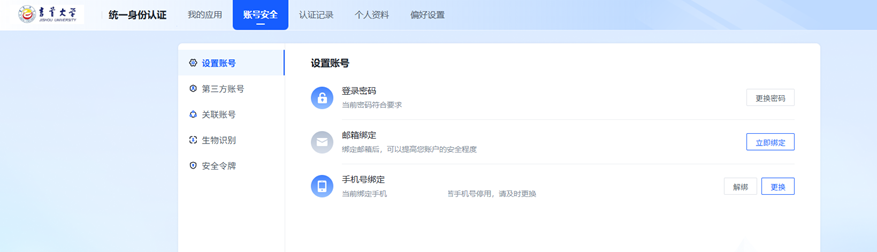 吉首大学
JISHOU UNIVERSITY
统一身份认证
我的应用
账号安全
认证记录
个人资料
偏好设置
设置账号
第三方账号
关联账号
生物识别
安全令牌
设置账号
登录密码
当前密码符合要求
更换密码
邮箱绑定
绑定邮箱后，可以提高您账户的安全程度
立即绑定
手机号绑定
当前绑定手机 若手机号停用，请及时更换
解绑
更换